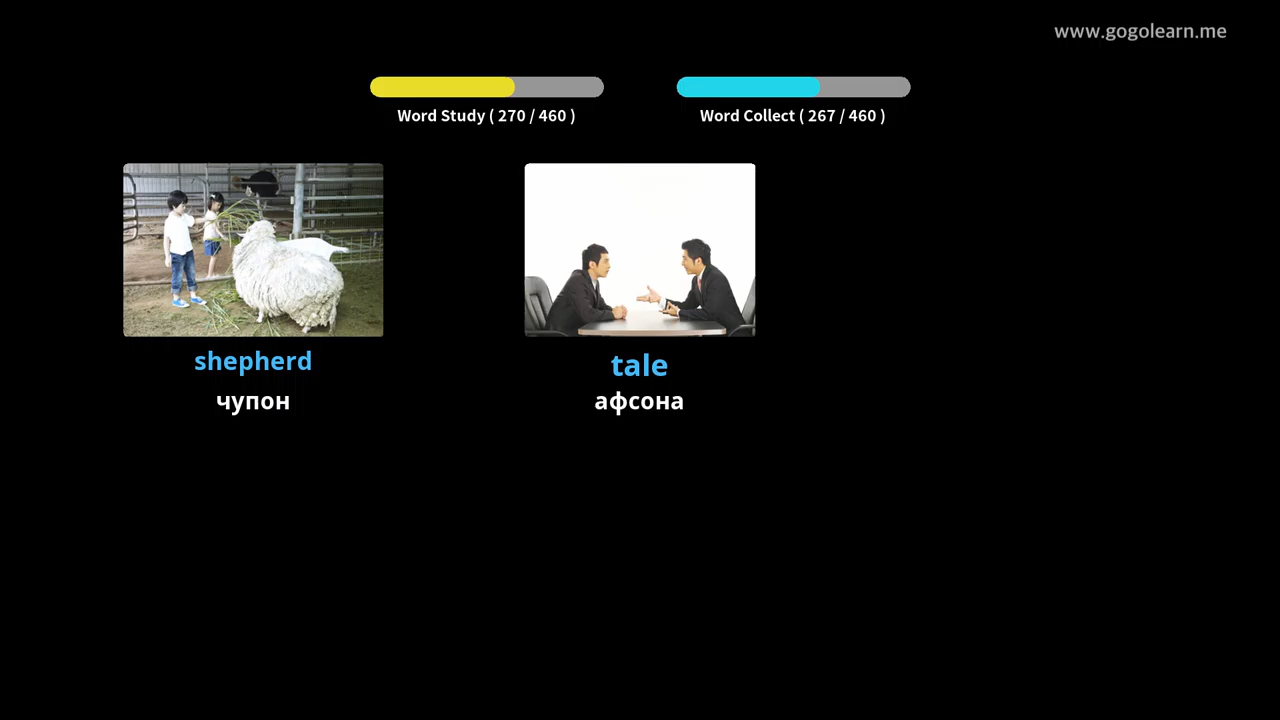 www.gogolearn.me
Word Study ( 270 / 460 )
Word Collect ( 267 / 460 )
shepherd
чупон
tale
афсона